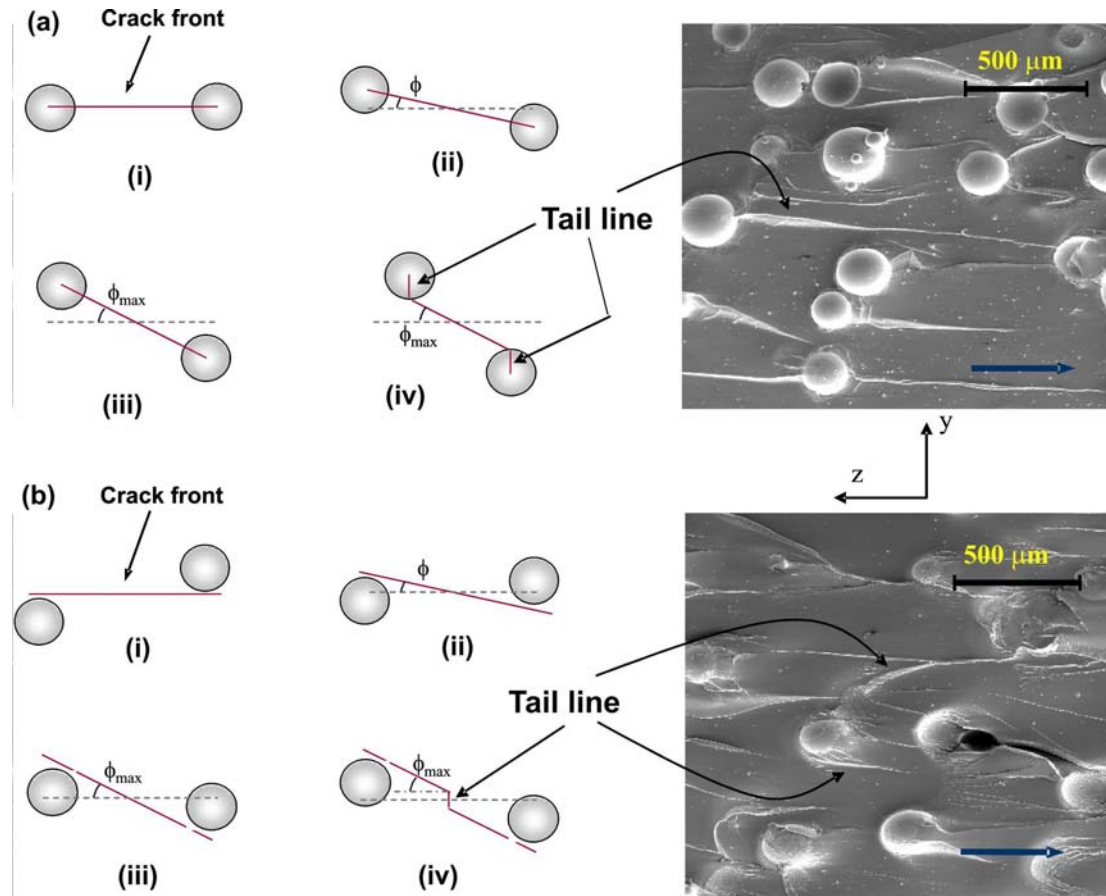 (a)
Crack front
(i)
ϕ
(ii)
ϕmax
(iii)
Tail line
ϕmax
(iv)
500 μm
y
z
(b)
Crack front
(i)
ϕ
(ii)
ϕmax
(iii)
Tail line
ϕmax
(iv)
500 μm